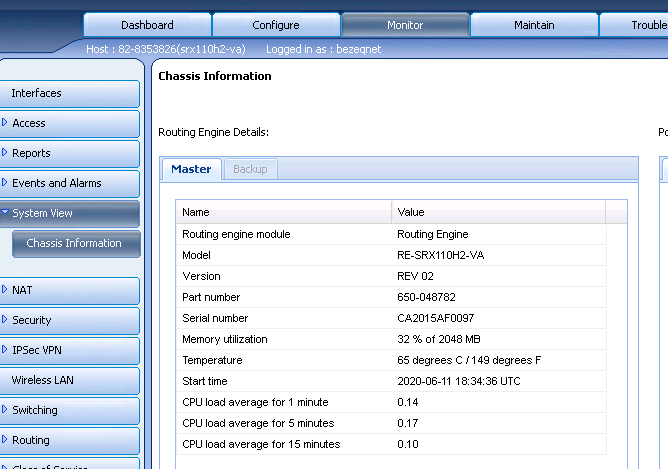 Dashboard Configure Monitor Maintain Trouble
Host : 82-8353826(srx110h2-va) Logged in as : bezeqnet
Interfaces
Access
Reports
Events and Alarms
System View
Chassis Information
NAT
Security
IPSec VPN
Wireless LAN
Switching
Routing
Class of Service
Chassis Information
Routing Engine Details:
Po
Master Backup
Name Value
Routing engine module Routing Engine
Model RE-SRX110H2-VA
Version REV 02
Part number 650-048782
Serial number CA2015AF0097
Memory utilization 32 % of 2048 MB
Temperature 65 degrees C / 149 degrees F
Start time 2020-06-11 18:34:36 UTC
CPU load average for 1 minute 0.14
CPU load average for 5 minutes 0.17
CPU load average for 15 minutes 0.10